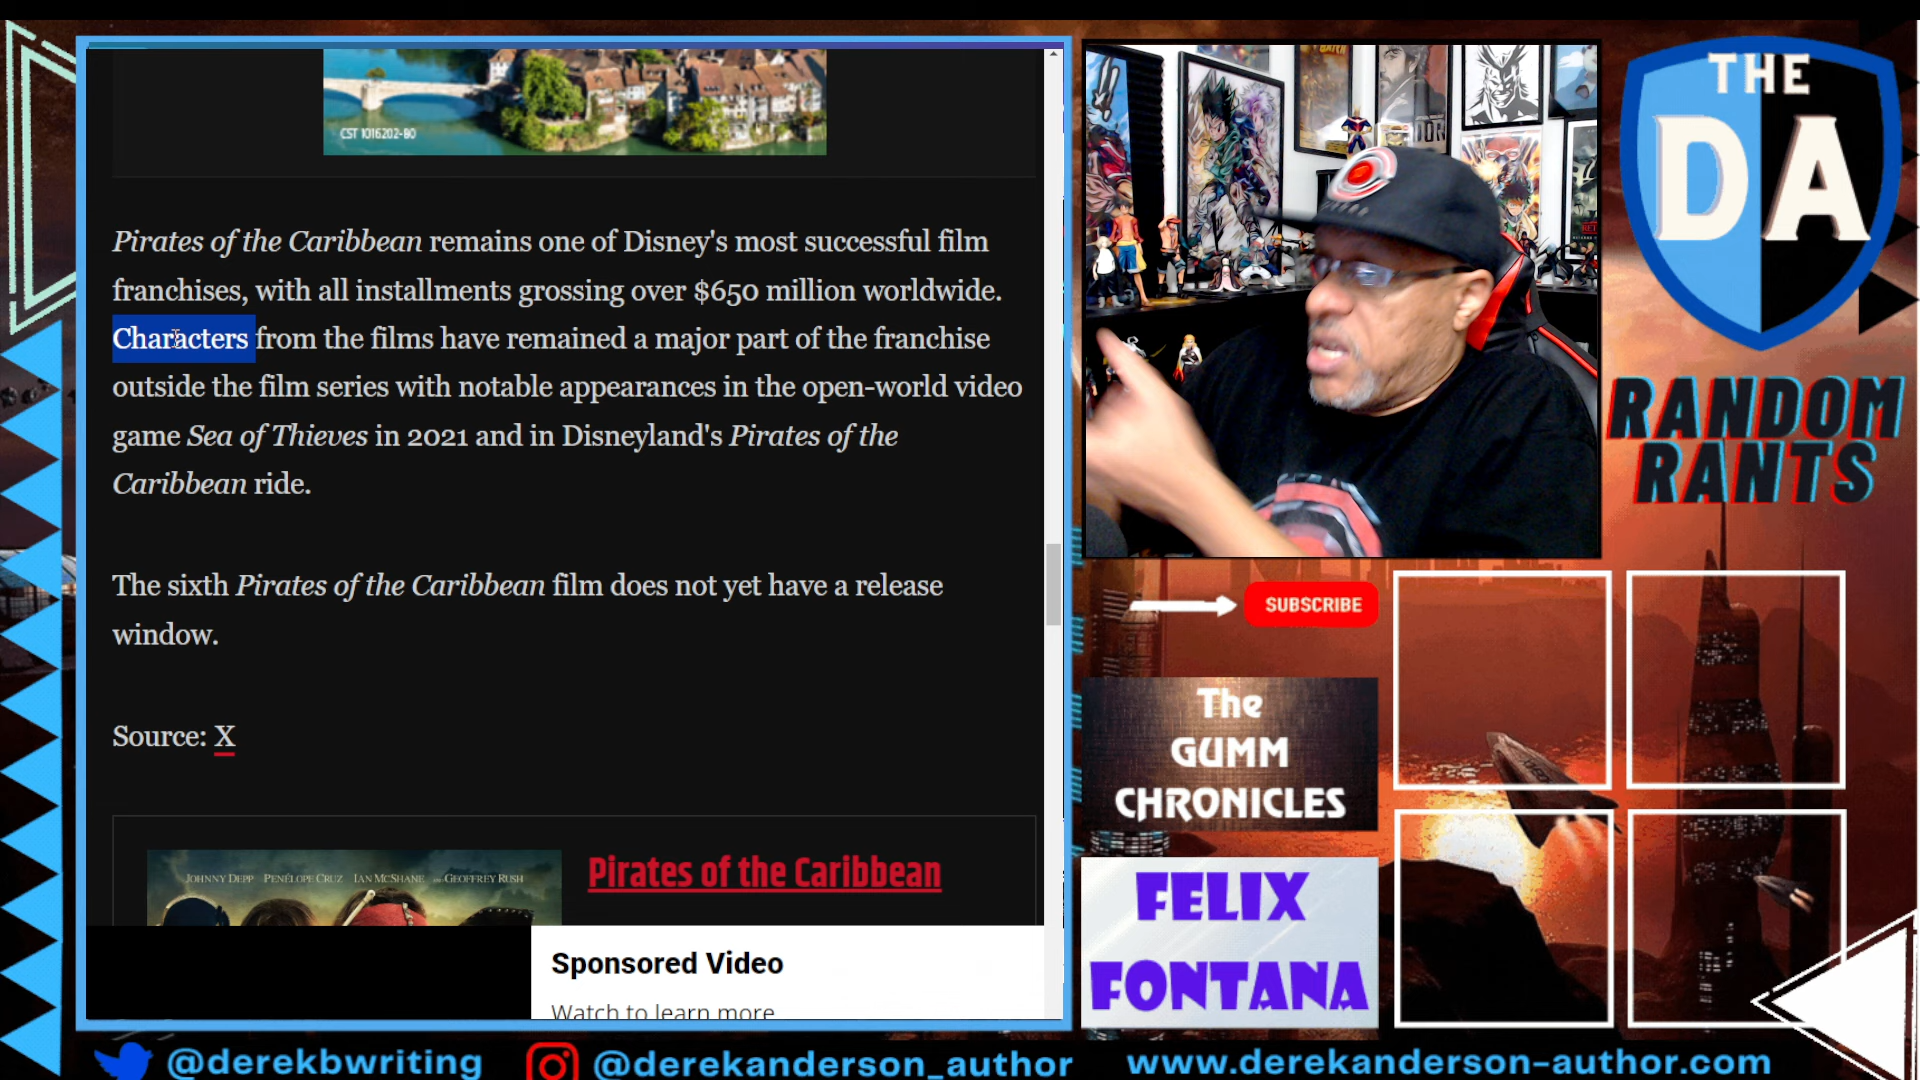 CST 1016202-80
Pirates of the Caribbean remains one of Disney's most successful film
franchises, with all installments grossing over $650 million worldwide.
Characters from the films have remained a major part of the franchise
outside the film series with notable appearances in the open-world video
game Sea of Thieves in 2021 and in Disneyland's Pirates of the
Caribbean ride.
The sixth Pirates of the Caribbean film does not yet have a release
window.
Source: X
JOHNNY DEPP PENÉLOPE CRUZ IAN MCSHANE GEOFFREY RUSH
Pirates of the Caribbean
Sponsored Video
Watch to learn more
THE
DA
RANDOM
RANTS
SUBSCRIBE
The
GUMM
CHRONICLES
FELIX
FONTANA
@derekbwriting
@derekanderson_author
www.derekanderson-author.com